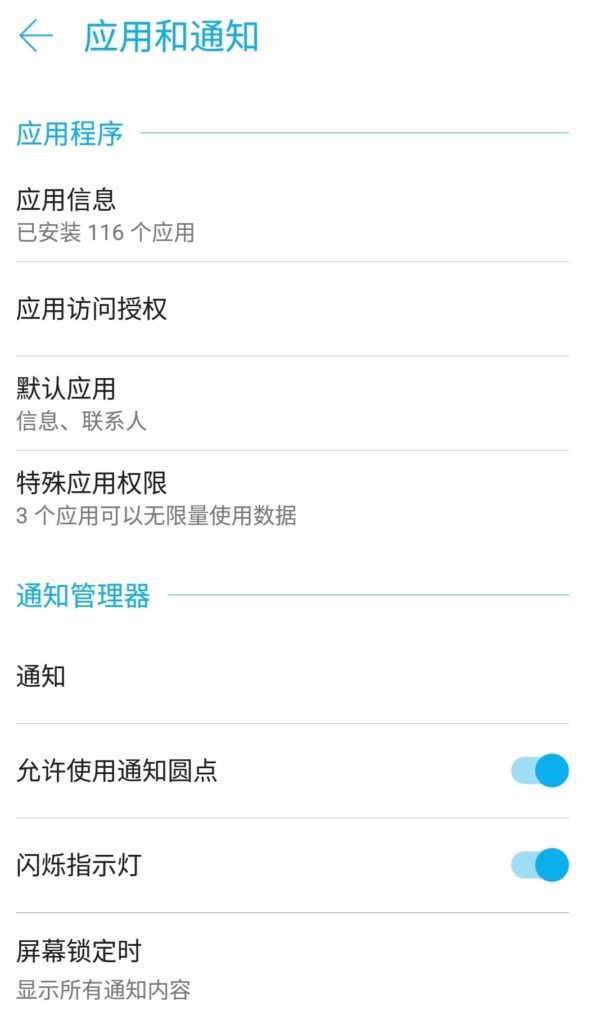 应用和通知
应用程序
应用信息
已安装 116 个应用
应用访问授权
默认应用
信息、联系人
特殊应用权限
3 个应用可以无限量使用数据
通知管理器
通知
允许使用通知圆点
闪烁指示灯
屏幕锁定时
显示所有通知内容